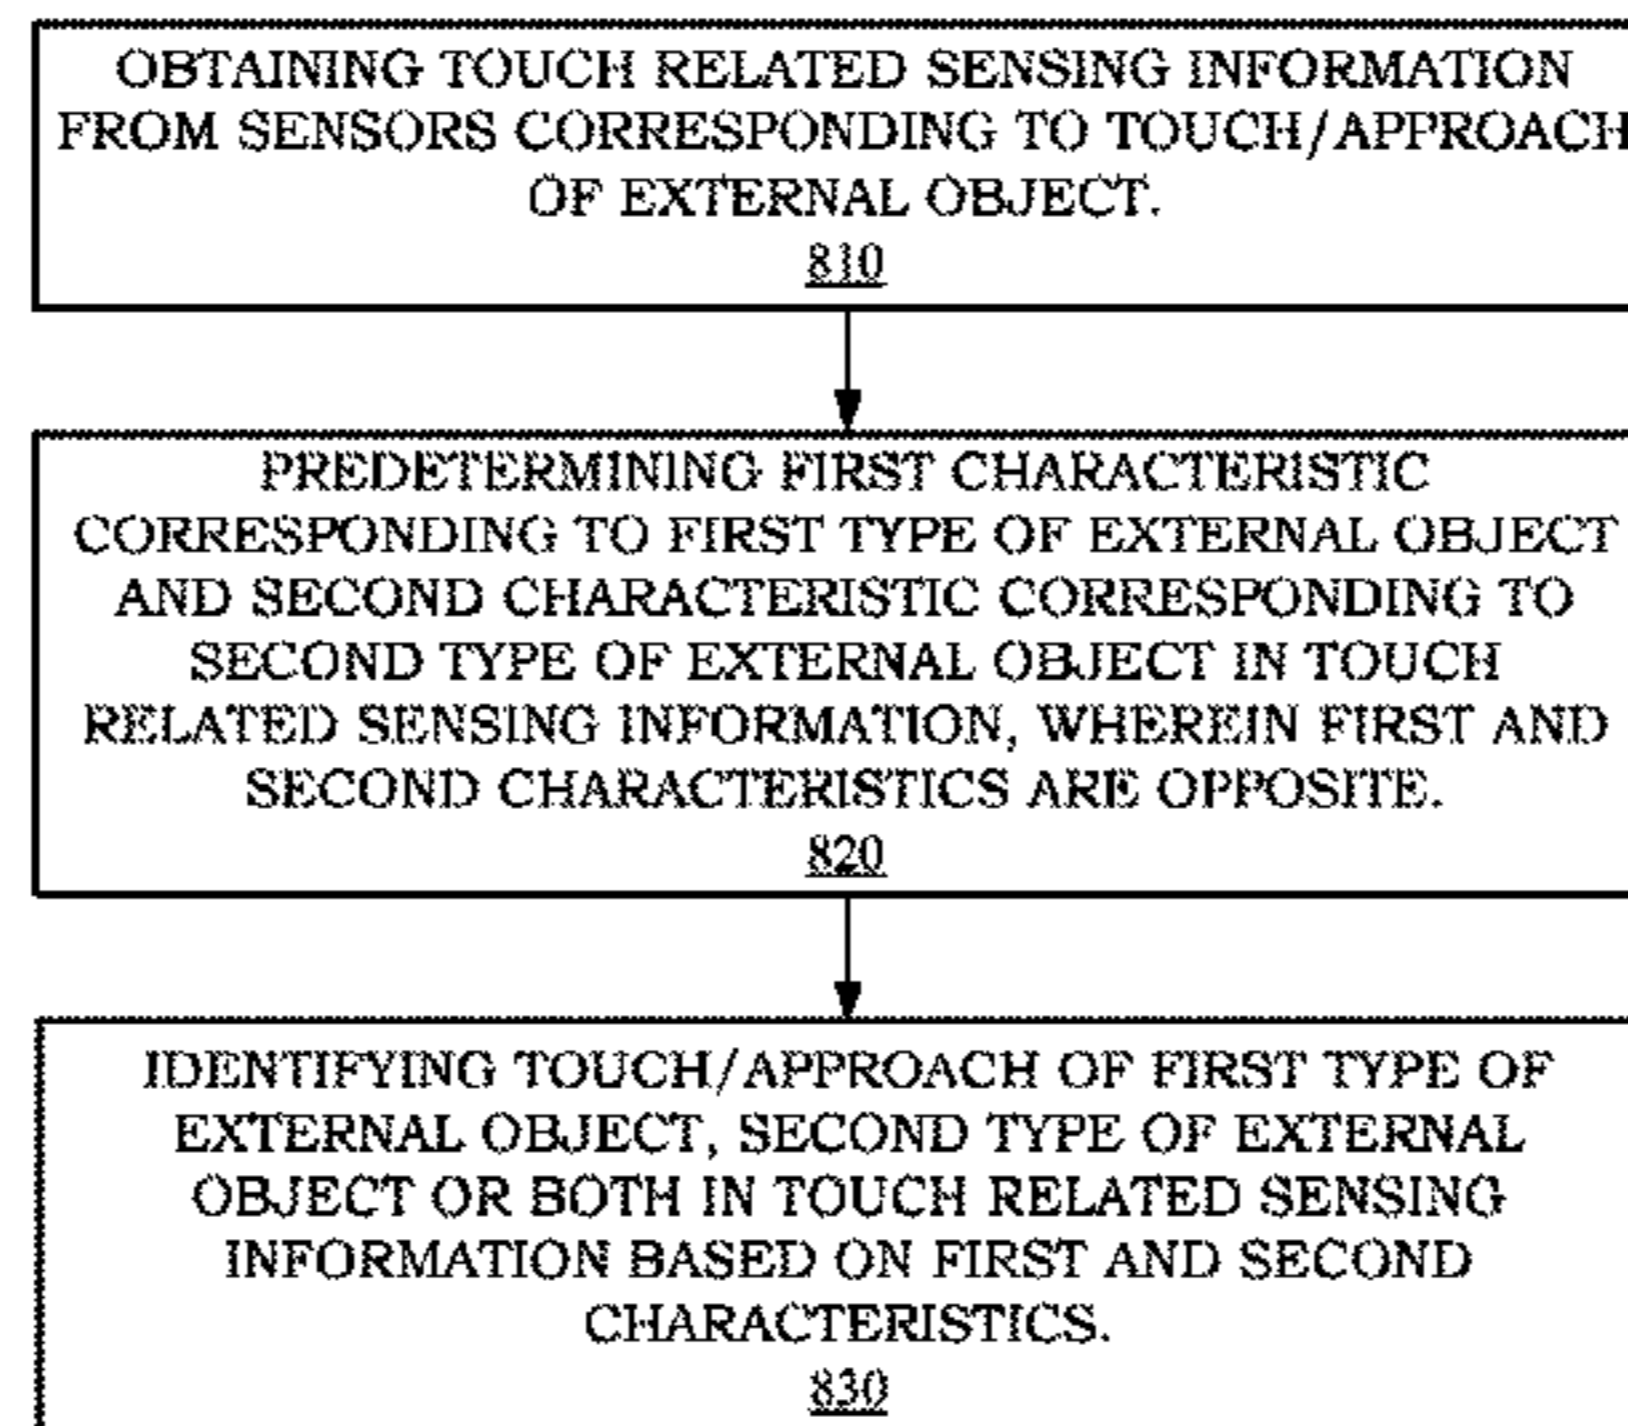 OBTAINING TOUCH RELATED SENSING INFORMATION
FROM SENSORS CORRESPONDING TO TOUCH/APPROACH
OF EXTERNAL OBJECT.
810
PREDETERMINING FIRST CHARACTERISTIC
CORRESPONDING TO FIRST TYPE OF EXTERNAL OBJECT
AND SECOND CHARACTERISTIC CORRESPONDING TO
SECOND TYPE OF EXTERNAL OBJECT IN TOUCH
RELATED SENSING INFORMATION, WHEREIN FIRST AND
SECOND CHARACTERISTICS ARE OPPOSITE.
820
IDENTIFYING TOUCH/APPROACH OF FIRST TYPE OF
EXTERNAL OBJECT, SECOND TYPE OF EXTERNAL
OBJECT OR BOTH IN TOUCH RELATED SENSING
INFORMATION BASED ON FIRST AND SECOND
CHARACTERISTICS.
830